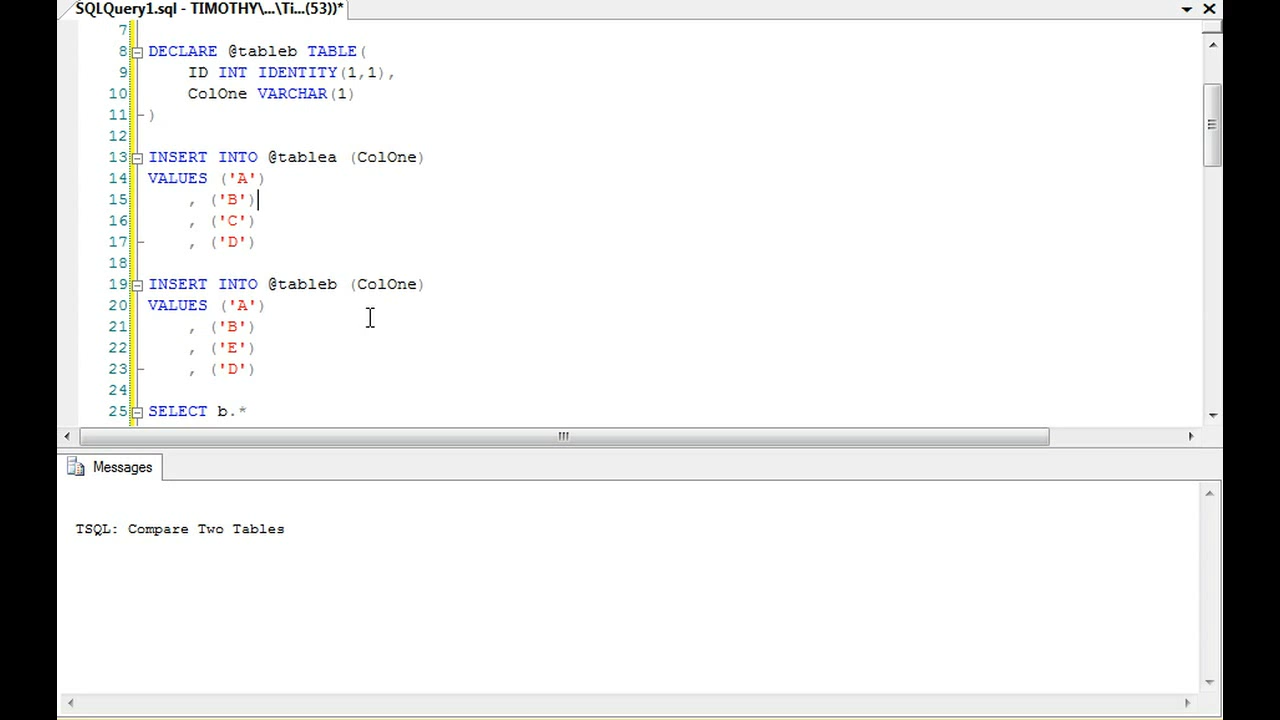 SQLQuery1.sql - TIMOTHY\...\Ti...(53))*
7
8 DECLARE @tableb TABLE(
9 ID INT IDENTITY(1,1),
10 ColOne VARCHAR(1)
11 )
12
13 INSERT INTO @tablea (ColOne)
14 VALUES ('A')
15 , ('B')
16 , ('C')
17 , ('D')
18
19 INSERT INTO @tableb (ColOne)
20 VALUES ('A')
21 , ('B')
22 , ('E')
23 , ('D')
24
25 SELECT b.*
Messages
TSQL: Compare Two Tables